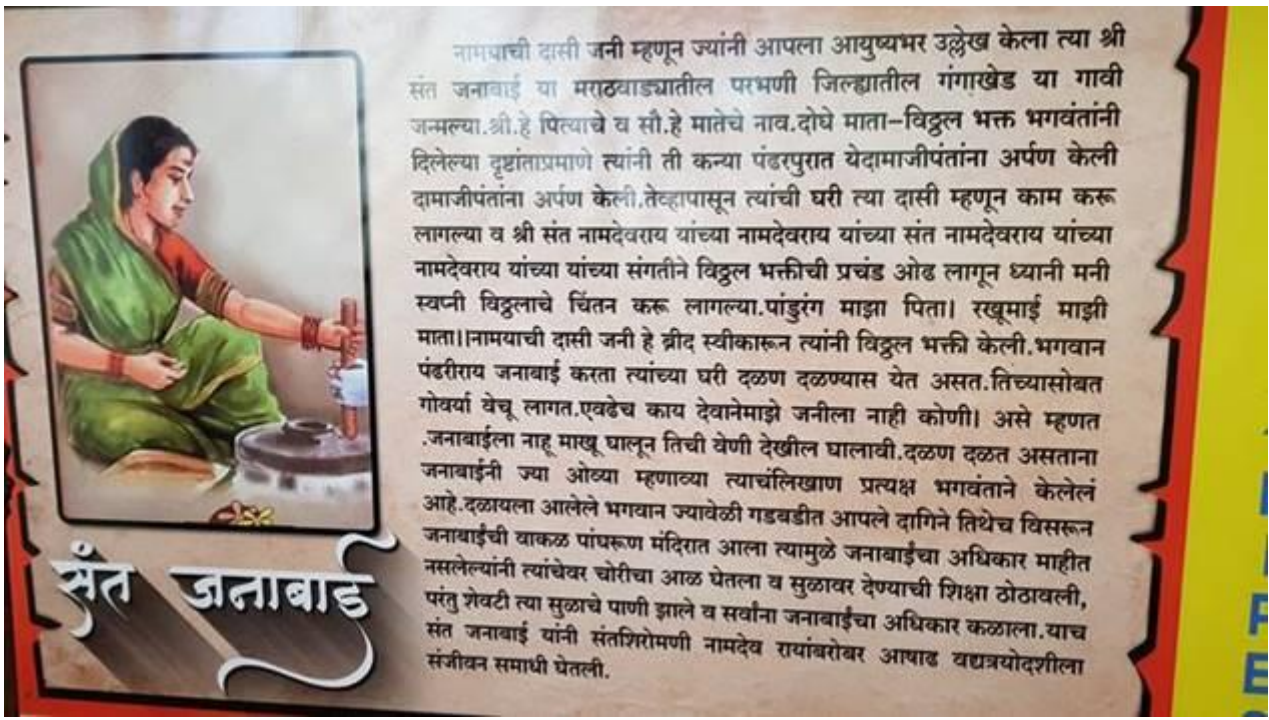 नामयाची दासी जनी म्हणून ज्यांनी आपला आयुष्यभर उल्लेख केला त्या श्री
संत जनाबाई या मराठवाड्यातील परभणी जिल्ह्यातील गंगाखेड या गावी
जन्मल्या.श्री.हे पित्याचे व सौ.हे मातेचे नाव.दोघे माता-विठ्ठल भक्त भगवंतांनी
दिलेल्या दृष्टांताप्रमाणे त्यांनी ती कन्या पंढरपुरात येदामाजीपंतांना अर्पण केली
दामाजीपंतांना अर्पण केली.तेव्हापासून त्यांची घरी त्या दासी म्हणून काम करू
लागल्या व श्री संत नामदेवराय यांच्या नामदेवराय यांच्या संत नामदेवराय यांच्या
नामदेवराय यांच्या यांच्या संगतीने विठ्ठल भक्तीची प्रचंड ओढ लागून ध्यानी मनी
स्वप्नी विठ्ठलाचे चिंतन करू लागल्या.पांडुरंग माझा पिता। रखूमाई माझी
माता।।नामयाची दासी जनी हे ब्रीद स्वीकारून त्यांनी विठ्ठल भक्ती केली.भगवान
पंढरीराय जनाबाई करता त्यांच्या घरी दळण दळण्यास येत असत.तिच्यासोबत
गोवर्या वेचू लागत.एवढेच काय देवानेमाझे जनीला नाही कोणी। असे म्हणत
.जनाबाईला नाहू माखू घालून तिची वेणी देखील घालावी.दळण दळत असताना
जनाबाईनी ज्या ओव्या म्हणाव्या त्याचंलिखाण प्रत्यक्ष भगवंताने केलेलं
आहे.दळायला आलेले भगवान ज्यावेळी गडबडीत आपले दागिने तिथेच विसरून
जनाबाईंची वाकळ पांघरूण मंदिरात आला त्यामुळे जनाबाईंचा अधिकार माहीत
नसलेल्यांनी त्यांचेवर चोरीचा आळ घेतला व सुळावर देण्याची शिक्षा ठोठावली,
परंतु शेवटी त्या सुळाचे पाणी झाले व सर्वांना जनाबाईंचा अधिकार कळाला.याच
संत जनाबाई यांनी संतशिरोमणी नामदेव रायांबरोबर आषाढ वद्यत्रयोदशीला
संजीवन समाधी घेतली.
संत जनाबाई